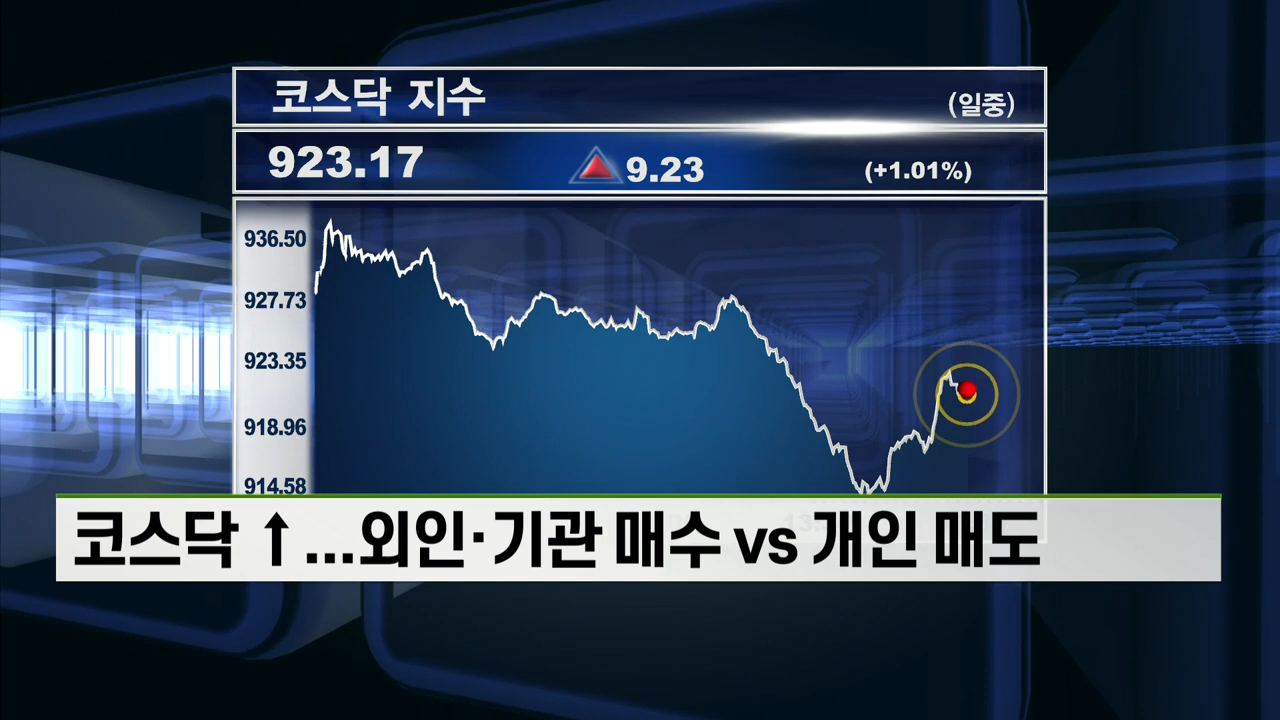 코스닥 지수
(일중)
923.17 ▲ 9.23 (+1.01%)
936.50
927.73
923.35
918.96
914.58
코스닥 ↑...외인·기관 매수 vs 개인 매도